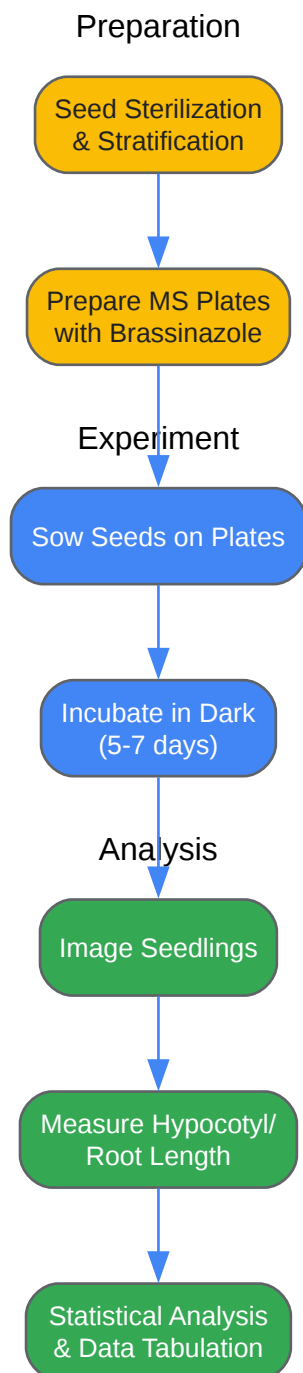 Preparation
Seed Sterilization
& Stratification
Prepare MS Plates
with Brassinazole
Experiment
Sow Seeds on Plates
Incubate in Dark
(5-7 days)
Analysis
Image Seedlings
Measure Hypocotyl/
Root Length
Statistical Analysis
& Data Tabulation